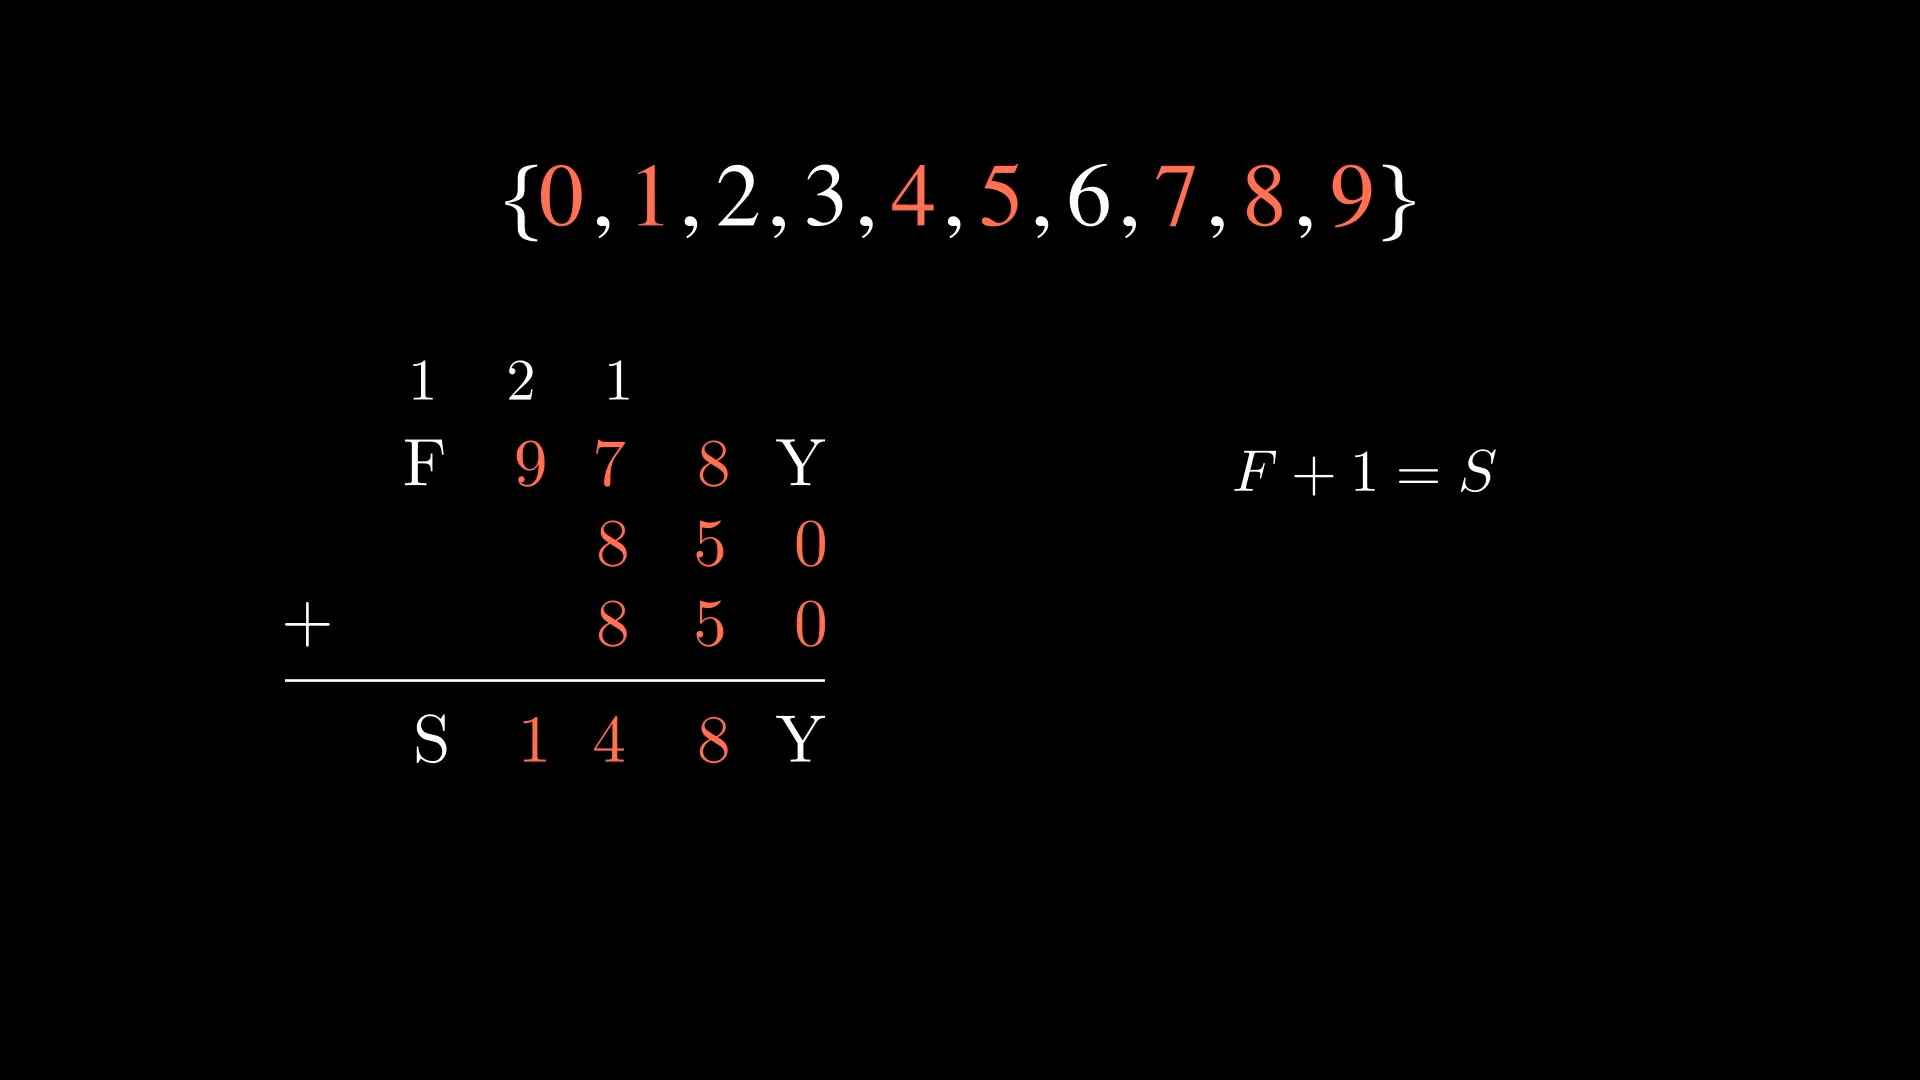 {0, 1, 2, 3, 4, 5, 6, 7, 8, 9}
1 2 1
F 9 7 8 Y
8 5 0
+ 8 5 0
S 1 4 8 Y
F + 1 = S